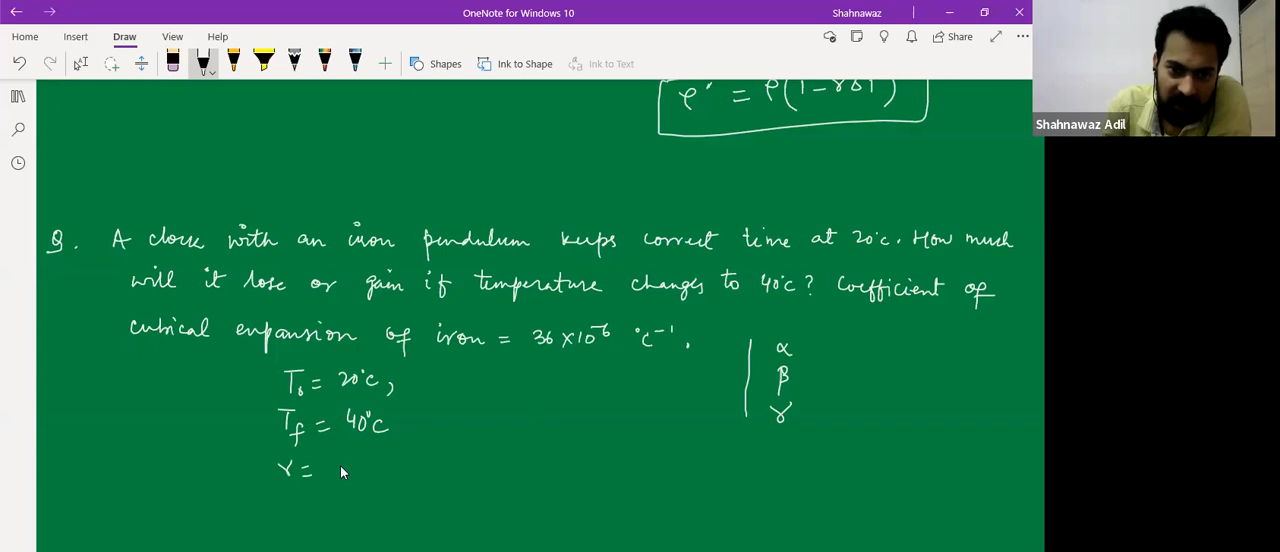 OneNote for Windows 10
Shahnawaz
Home Insert Draw View Help
Share
Shapes Ink to Shape Ink to Text
ρ' = ρ(1 - γΔT)
Shahnawaz Adil
Q. A clock with an iron pendulum keeps correct time at 20°C. How much
will it lose or gain if temperature changes to 40°C? Coefficient of
cubical expansion of iron = 36 × 10⁻⁶ °C⁻¹.
α
β
γ
T₀ = 20°C,
T_f = 40°C
γ =